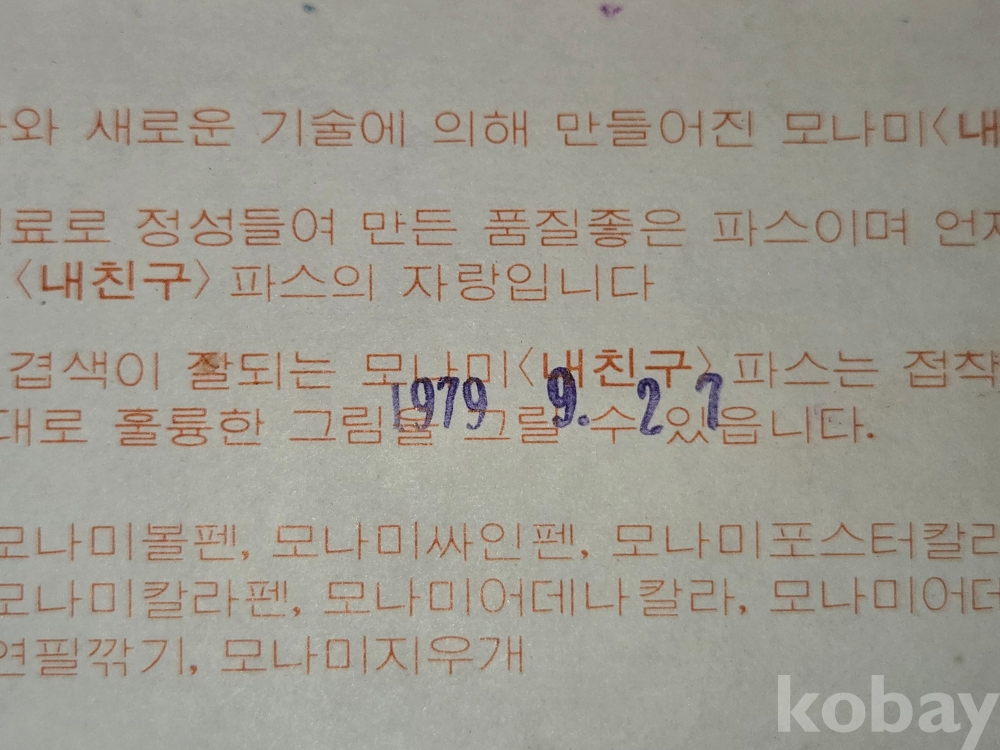 와 새로운 기술에 의해 만들어진 모나미<내
료로 정성들여 만든 품질좋은 파스이며 언
<내친구> 파스의 자랑입니다
겹색이 잘되는 모나미<내친구> 파스는 접착
1979 9. 27
대로 훌륭한 그림을 그릴 수 있읍니다.
모나미볼펜, 모나미싸인펜, 모나미포스터칼라
모나미칼라펜, 모나미어데나칼라, 모나미어데
연필깎기, 모나미지우개
kobay